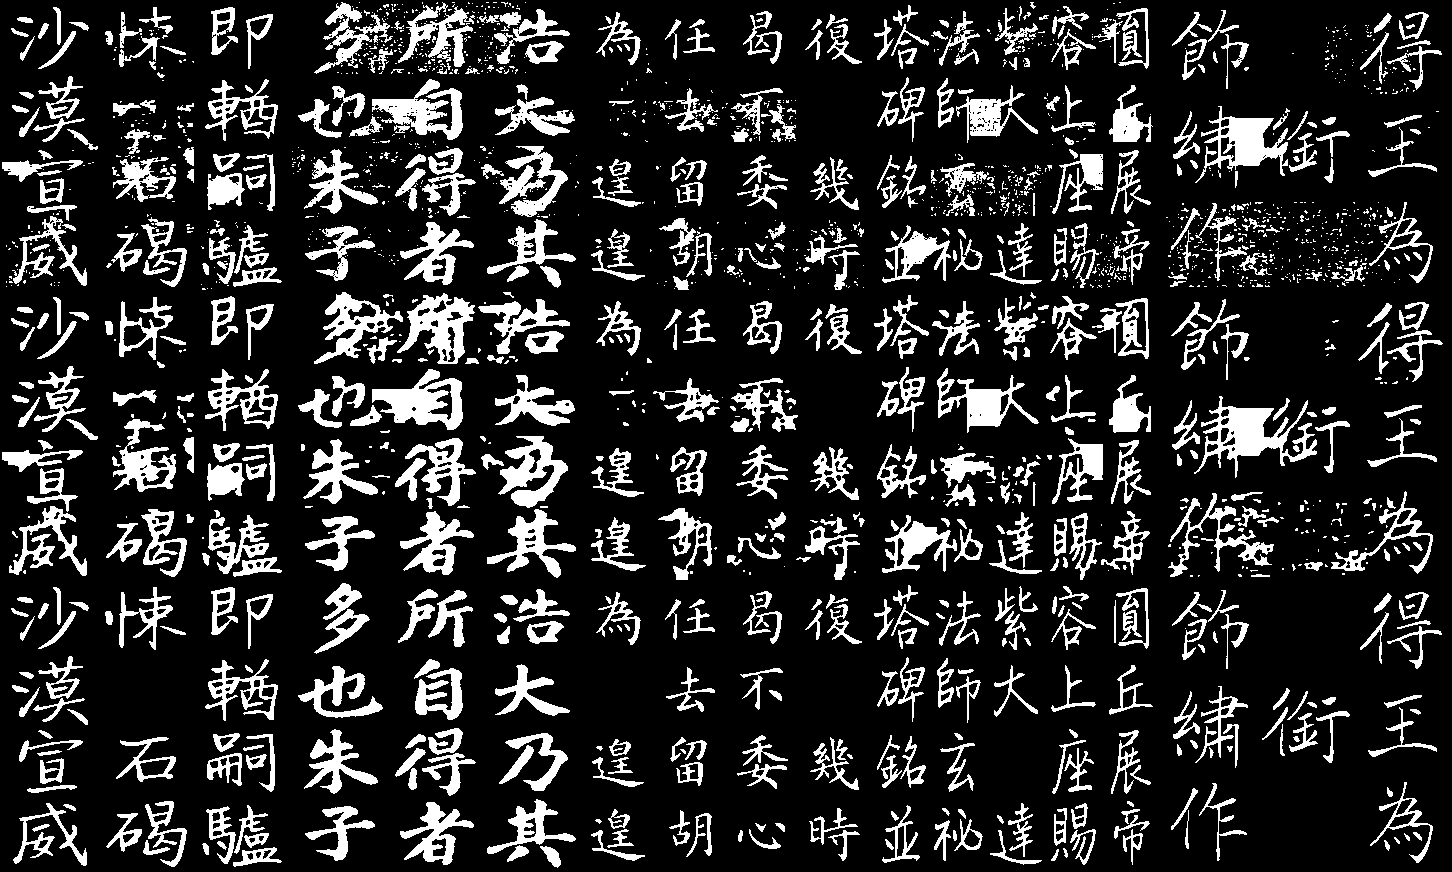 得王為
銜
飾繡作
圓丘展帝
容上座賜
紫大達
法師玄祕
塔碑銘並
復幾時
曷不委心
任去留胡
為遑遑
浩大乃其
所自得者
多也朱子
即輶嗣驢
悚石碣
沙漠宣威
得王為
銜
飾繡作
圓丘展帝
容上座賜
紫大達
法師玄祕
塔碑銘並
復幾時
曷不委心
任去留胡
為遑遑
浩大乃其
所自得者
多也朱子
即輶嗣驢
悚石碣
沙漠宣威
得王為
銜
飾繡作
圓丘展帝
容上座賜
紫大達
法師玄祕
塔碑銘並
復幾時
曷不委心
任去留胡
為遑遑
浩大乃其
所自得者
多也朱子
即輶嗣驢
悚石碣
沙漠宣威